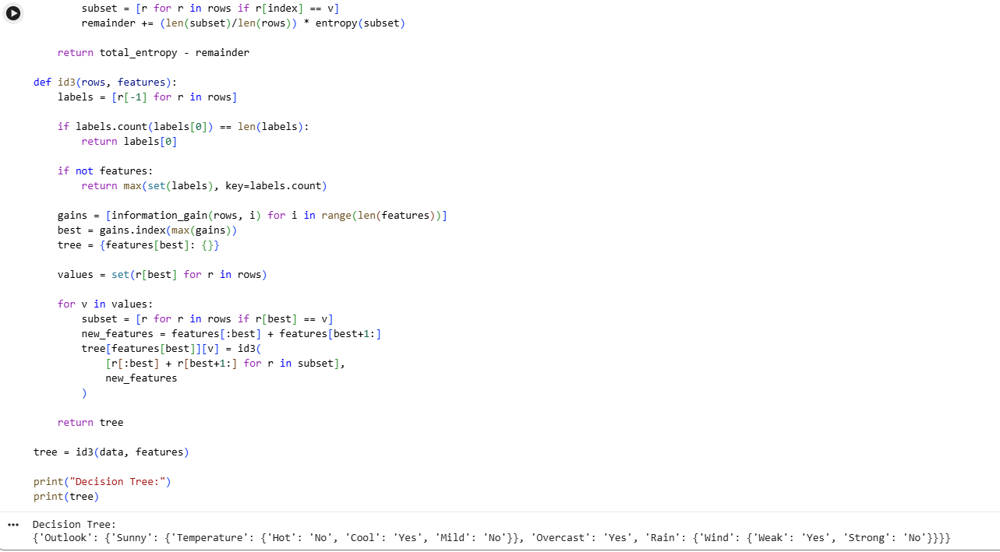 subset = [r for r in rows if r[index] == v]
        remainder += (len(subset)/len(rows)) * entropy(subset)

    return total_entropy - remainder

def id3(rows, features):
    labels = [r[-1] for r in rows]

    if labels.count(labels[0]) == len(labels):
        return labels[0]

    if not features:
        return max(set(labels), key=labels.count)

    gains = [information_gain(rows, i) for i in range(len(features))]
    best = gains.index(max(gains))
    tree = {features[best]: {}}

    values = set(r[best] for r in rows)

    for v in values:
        subset = [r for r in rows if r[best] == v]
        new_features = features[:best] + features[best+1:]
        tree[features[best]][v] = id3(
            [r[:best] + r[best+1:] for r in subset],
            new_features
        )

    return tree

tree = id3(data, features)

print("Decision Tree:")
print(tree)
Decision Tree:
{'Outlook': {'Sunny': {'Temperature': {'Hot': 'No', 'Cool': 'Yes', 'Mild': 'No'}}, 'Overcast': 'Yes', 'Rain': {'Wind': {'Weak': 'Yes', 'Strong': 'No'}}}}